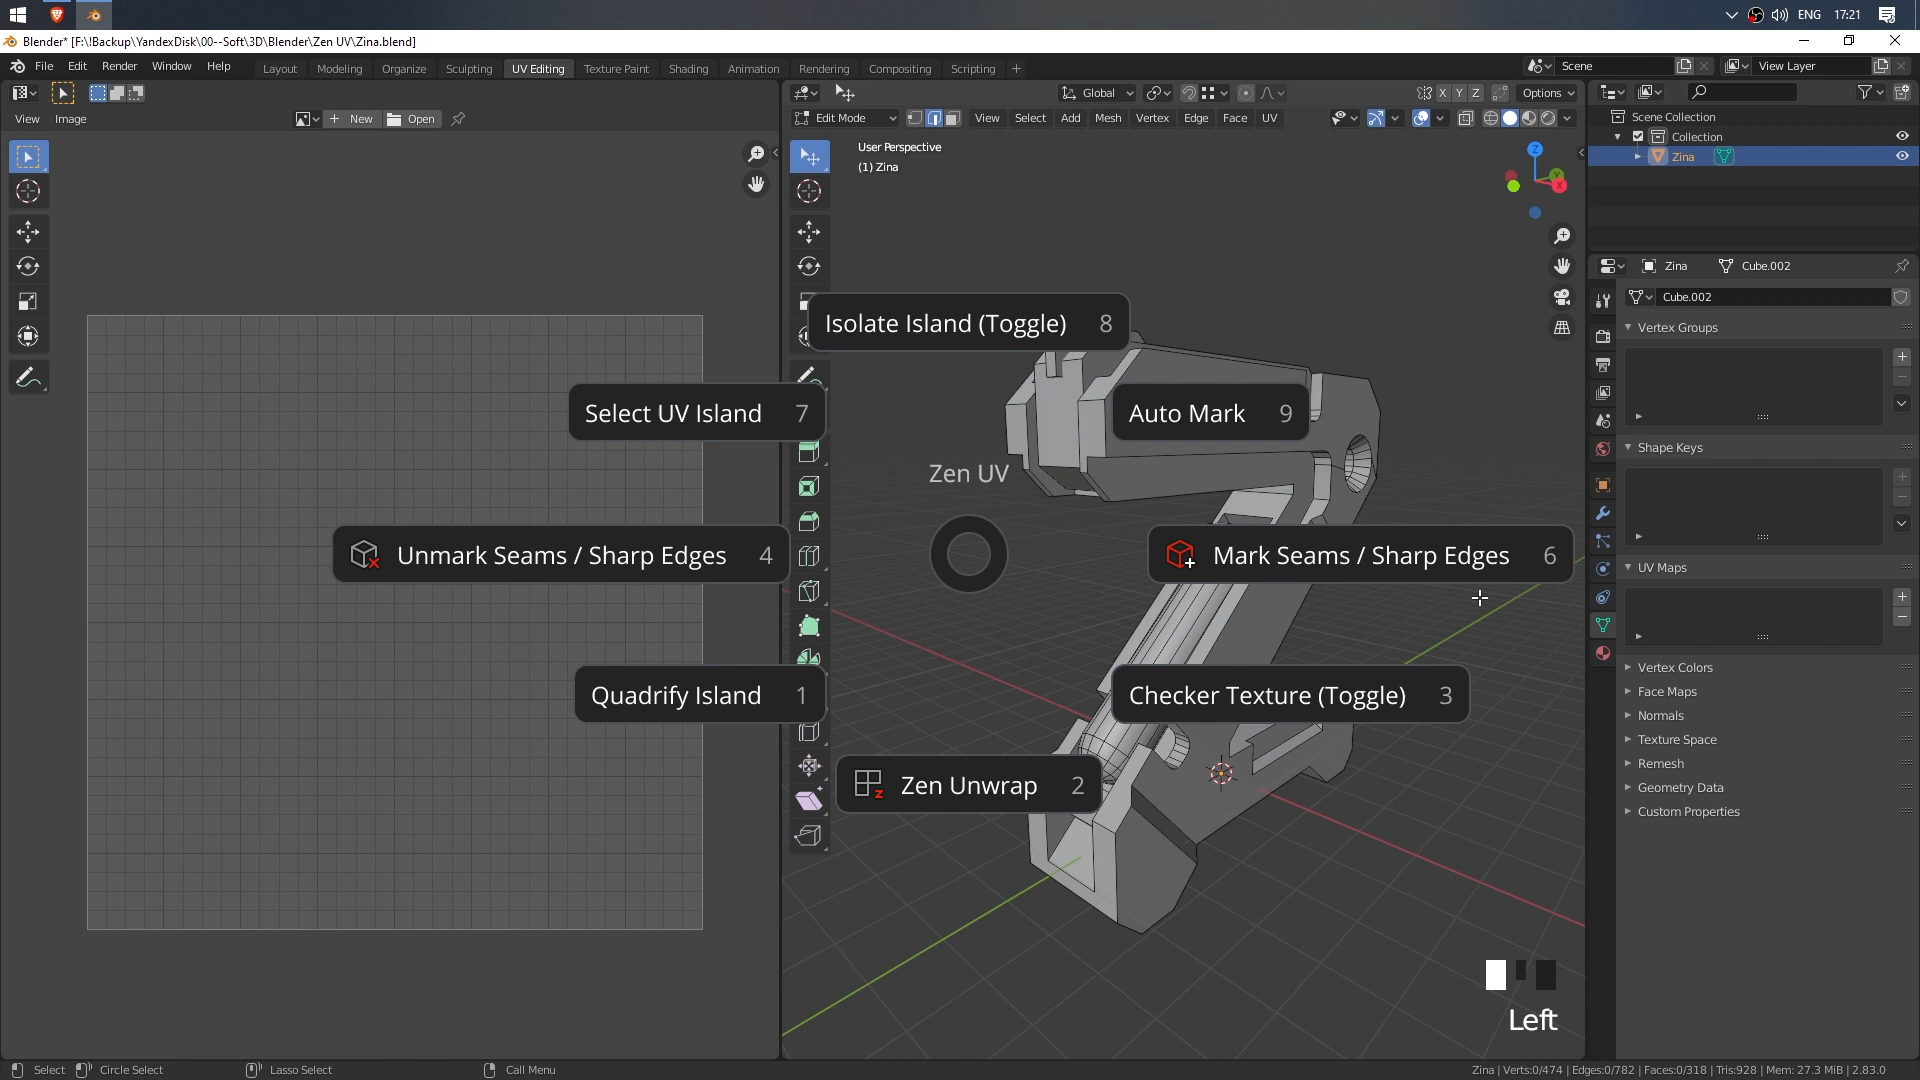 ENG 17:21
Blender* [F:\!Backup\YandexDisk\00--Soft\3D\Blender\Zen UV\Zina.blend]
File Edit Render Window Help
Layout Modeling Organize Sculpting UV Editing Texture Paint Shading Animation Rendering Compositing Scripting +
Scene View Layer
Global X Y Z Options
View Image + New Open
Edit Mode View Select Add Mesh Vertex Edge Face UV
User Perspective
(1) Zina
Scene Collection
Collection
Zina
Zina Cube.002
Cube.002
Vertex Groups
Shape Keys
UV Maps
Vertex Colors
Face Maps
Normals
Texture Space
Remesh
Geometry Data
Custom Properties
Z Y X
Isolate Island (Toggle) 8
Select UV Island 7
Auto Mark 9
Zen UV
Unmark Seams / Sharp Edges 4
Mark Seams / Sharp Edges 6
Quadrify Island 1
Checker Texture (Toggle) 3
Zen Unwrap 2
Left
Select Circle Select Lasso Select Call Menu
Zina | Verts:0/474 | Edges:0/782 | Faces:0/318 | Tris:928 | Mem: 27.3 MiB | 2.83.0